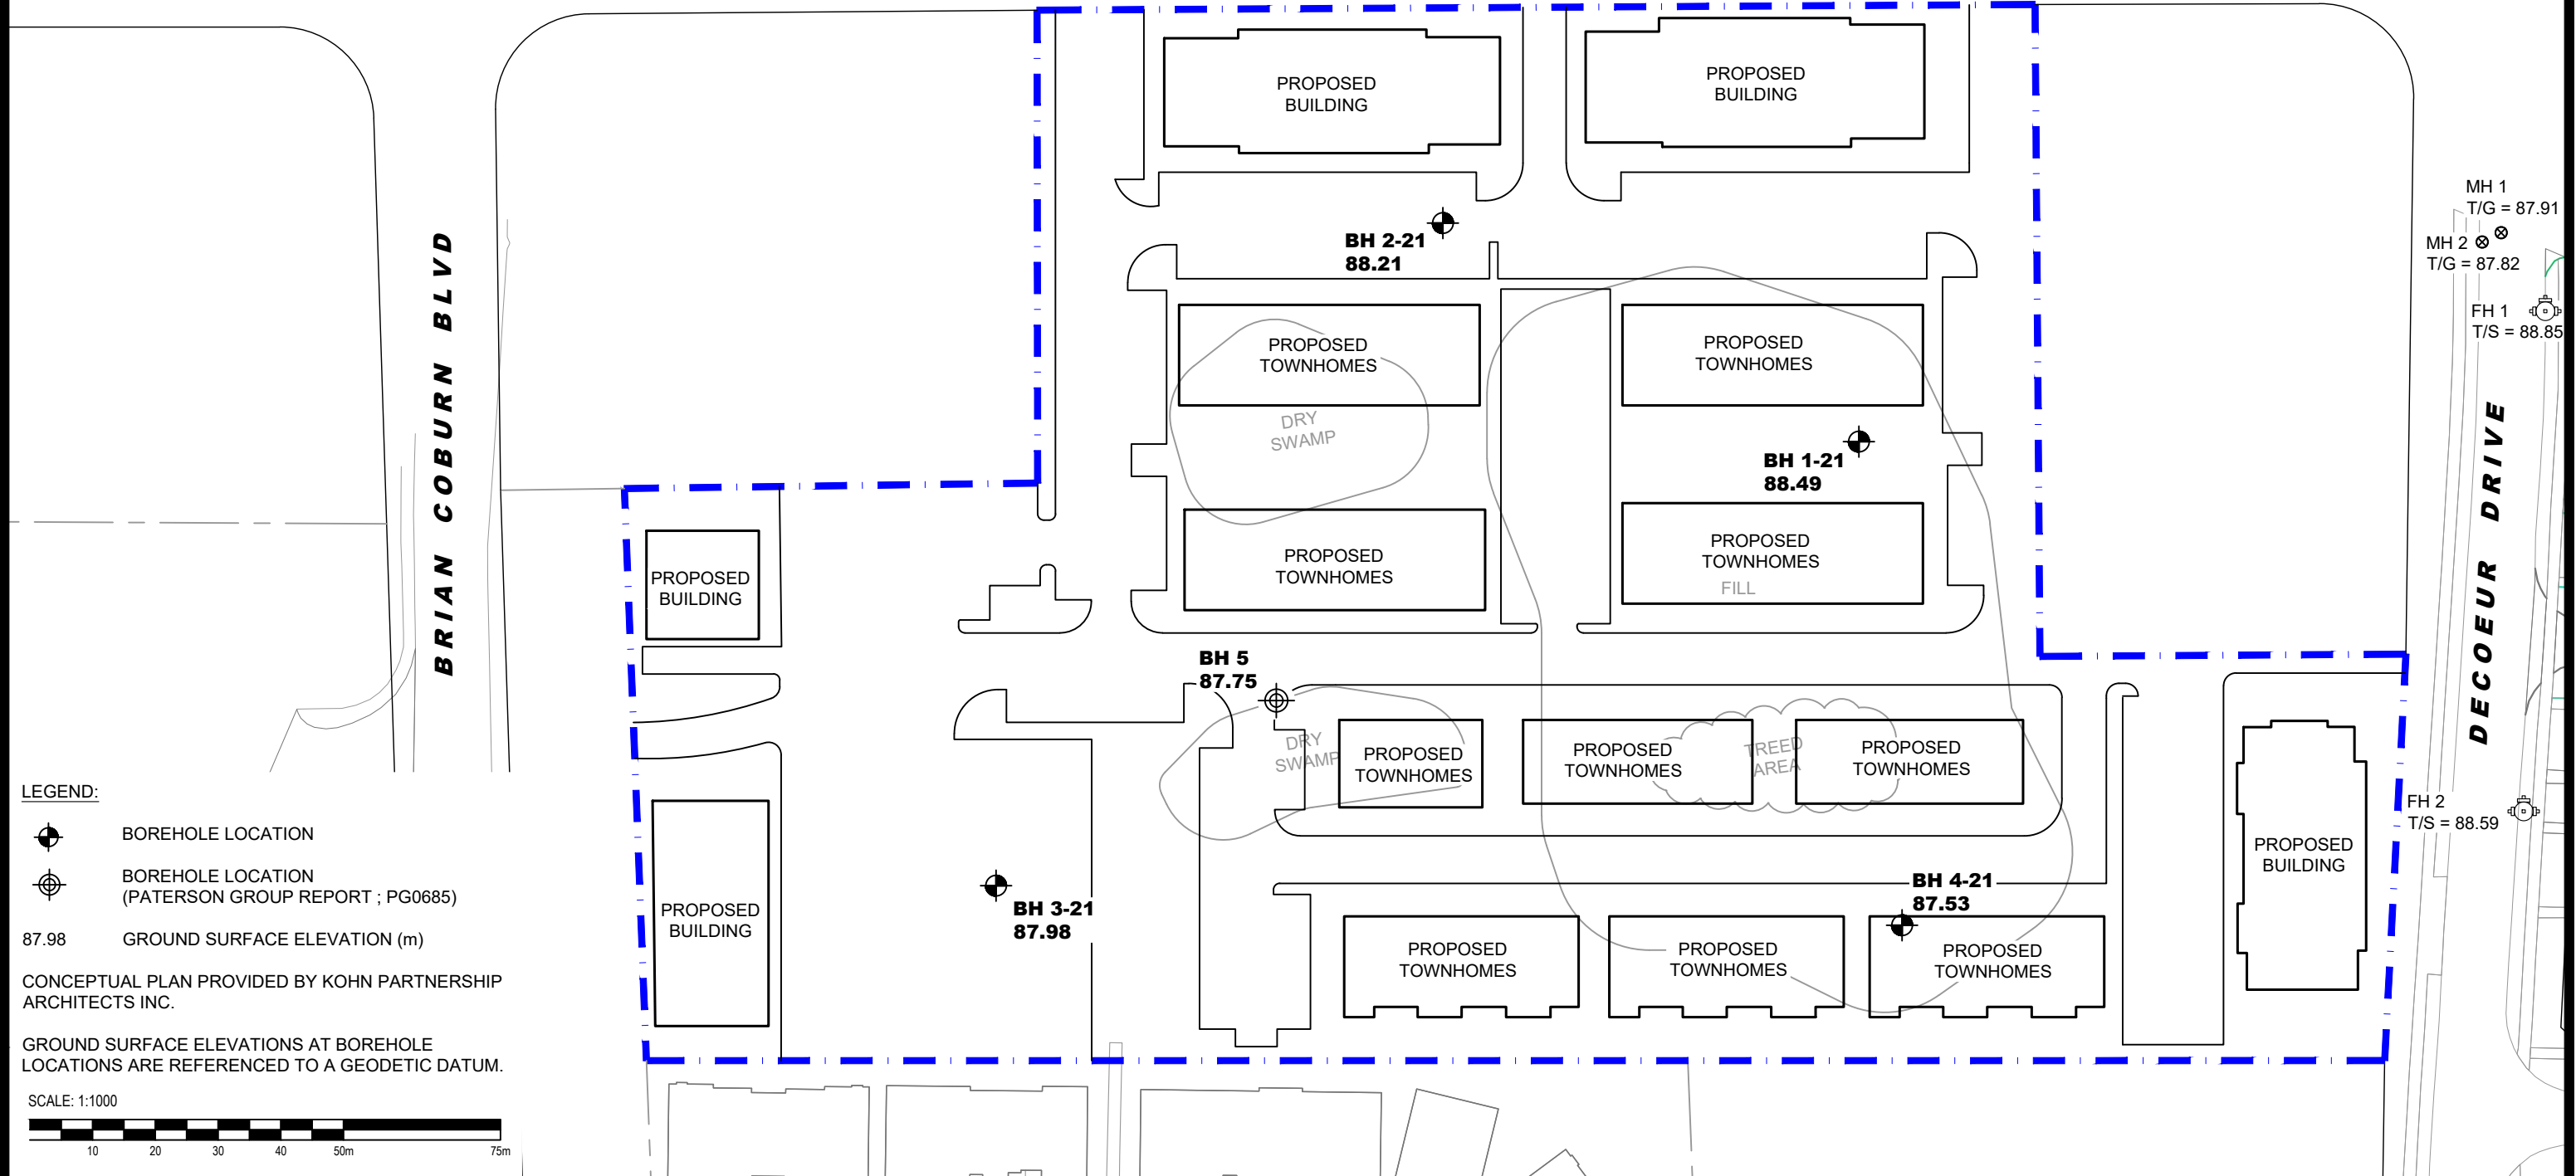 PROPOSED
BUILDING
PROPOSED
BUILDING
MH 1
T/G = 87.91
MH 2
T/G = 87.82
FH 1
T/S = 88.85
BH 2-21
88.21
BRIAN COBURN BLVD
PROPOSED
TOWNHOMES
PROPOSED
TOWNHOMES
DRY
SWAMP
BH 1-21
88.49
DECOEUR DRIVE
PROPOSED
BUILDING
PROPOSED
TOWNHOMES
PROPOSED
TOWNHOMES
FILL
BH 5
87.75
DRY
SWAMP
PROPOSED
TOWNHOMES
PROPOSED
TOWNHOMES
TREED
AREA
PROPOSED
TOWNHOMES
FH 2
T/S = 88.59
PROPOSED
BUILDING
PROPOSED
BUILDING
BH 3-21
87.98
BH 4-21
87.53
PROPOSED
TOWNHOMES
PROPOSED
TOWNHOMES
PROPOSED
TOWNHOMES
LEGEND:
BOREHOLE LOCATION
BOREHOLE LOCATION
(PATERSON GROUP REPORT ; PG0685)
87.98 GROUND SURFACE ELEVATION (m)
CONCEPTUAL PLAN PROVIDED BY KOHN PARTNERSHIP
ARCHITECTS INC.
GROUND SURFACE ELEVATIONS AT BOREHOLE
LOCATIONS ARE REFERENCED TO A GEODETIC DATUM.
SCALE: 1:1000
10 20 30 40 50m 75m